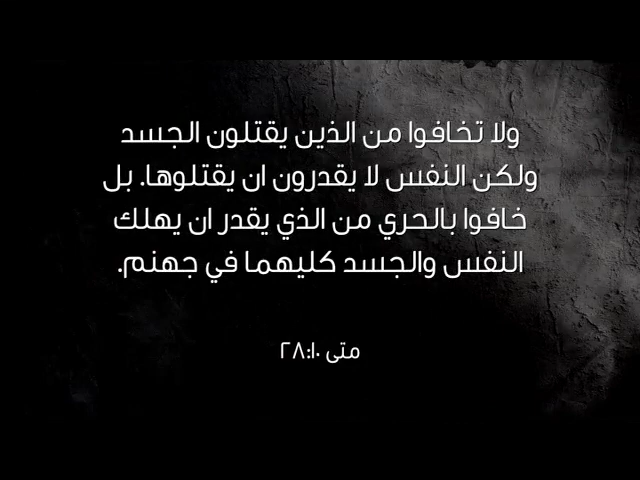 ولا تخافوا من الذين يقتلون الجسد
ولكن النفس لا يقدرون ان يقتلوها. بل
خافوا بالحري من الذي يقدر ان يهلك
النفس والجسد كليهما في جهنم.
متى ٢٨:١٠